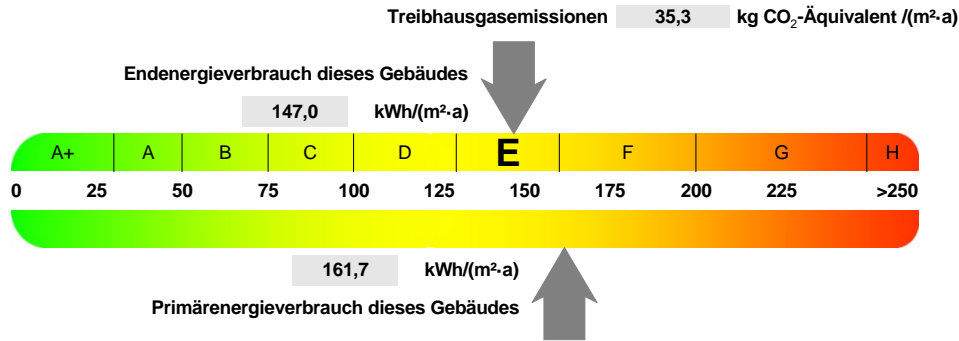 Treibhausgasemissionen 35,3 kg CO₂-Äquivalent /(m²·a)
Endenergieverbrauch dieses Gebäudes
147,0 kWh/(m²·a)
A+ A B C D E F G H
0 25 50 75 100 125 150 175 200 225 >250
161,7 kWh/(m²·a)
Primärenergieverbrauch dieses Gebäudes